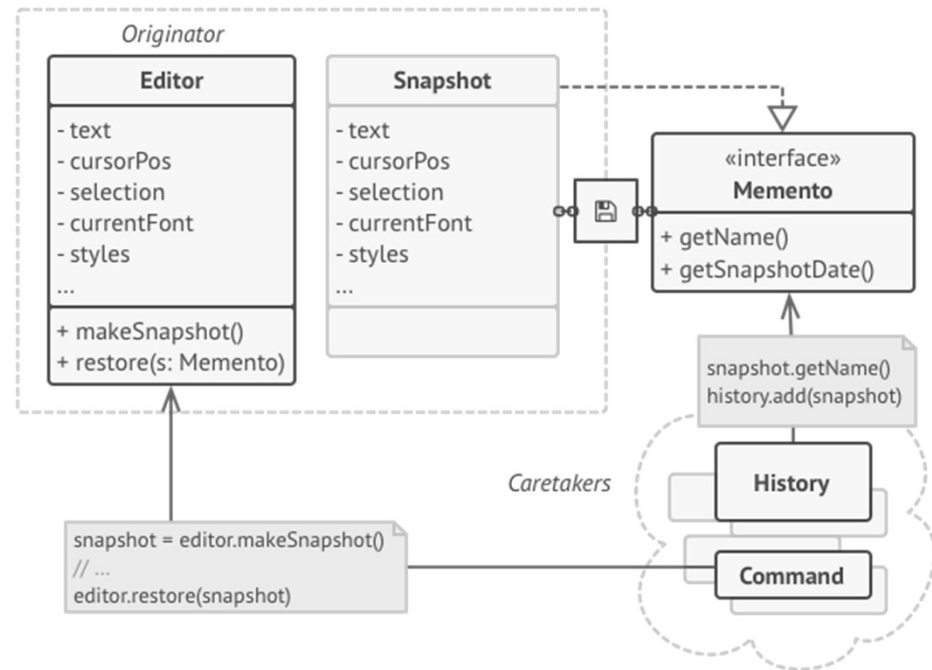 Originator
Editor
- text
- cursorPos
- selection
- currentFont
- styles
...
+ makeSnapshot()
+ restore(s: Memento)
Snapshot
- text
- cursorPos
- selection
- currentFont
- styles
...
«interface»
Memento
+ getName()
+ getSnapshotDate()
snapshot.getName()
history.add(snapshot)
Caretakers
History
Command
snapshot = editor.makeSnapshot()
// ...
editor.restore(snapshot)